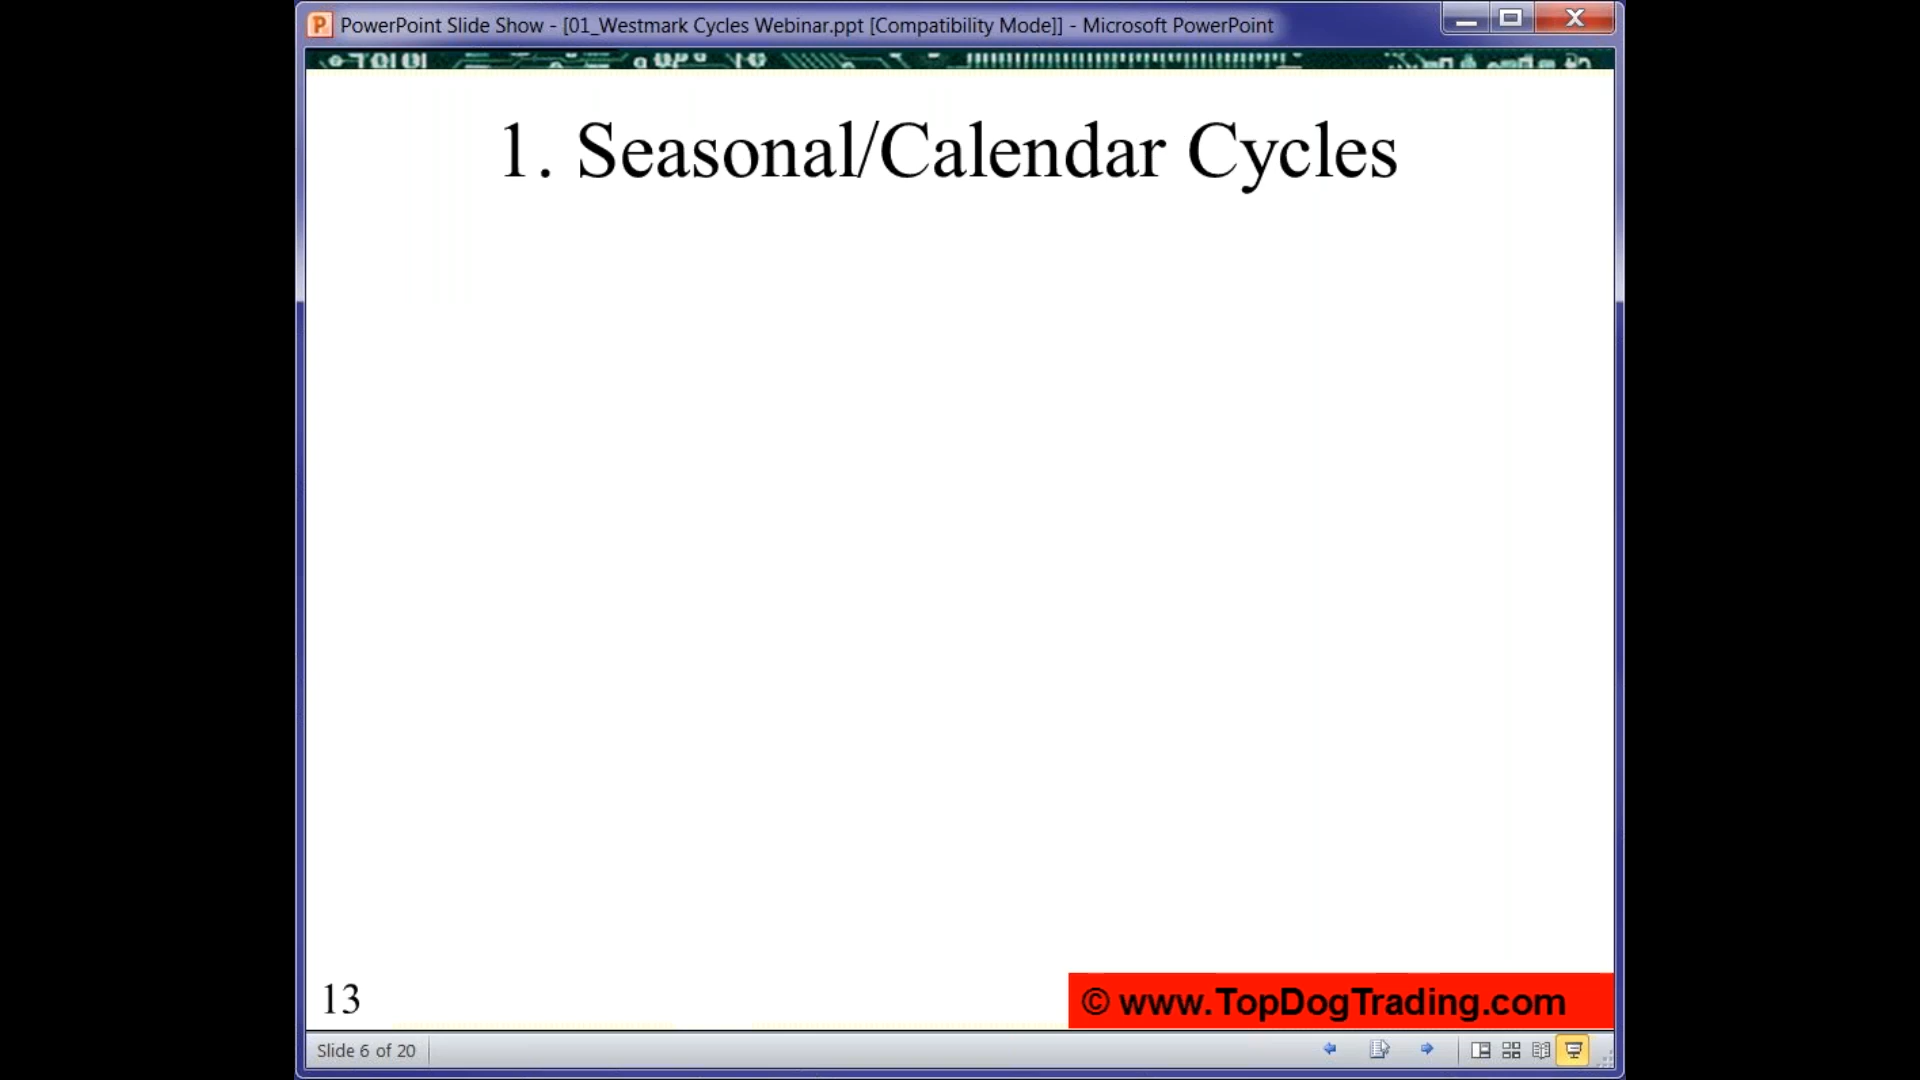 PowerPoint Slide Show - [01_Westmark Cycles Webinar.ppt [Compatibility Mode]] - Microsoft PowerPoint
1. Seasonal/Calendar Cycles
13
© www.TopDogTrading.com
Slide 6 of 20